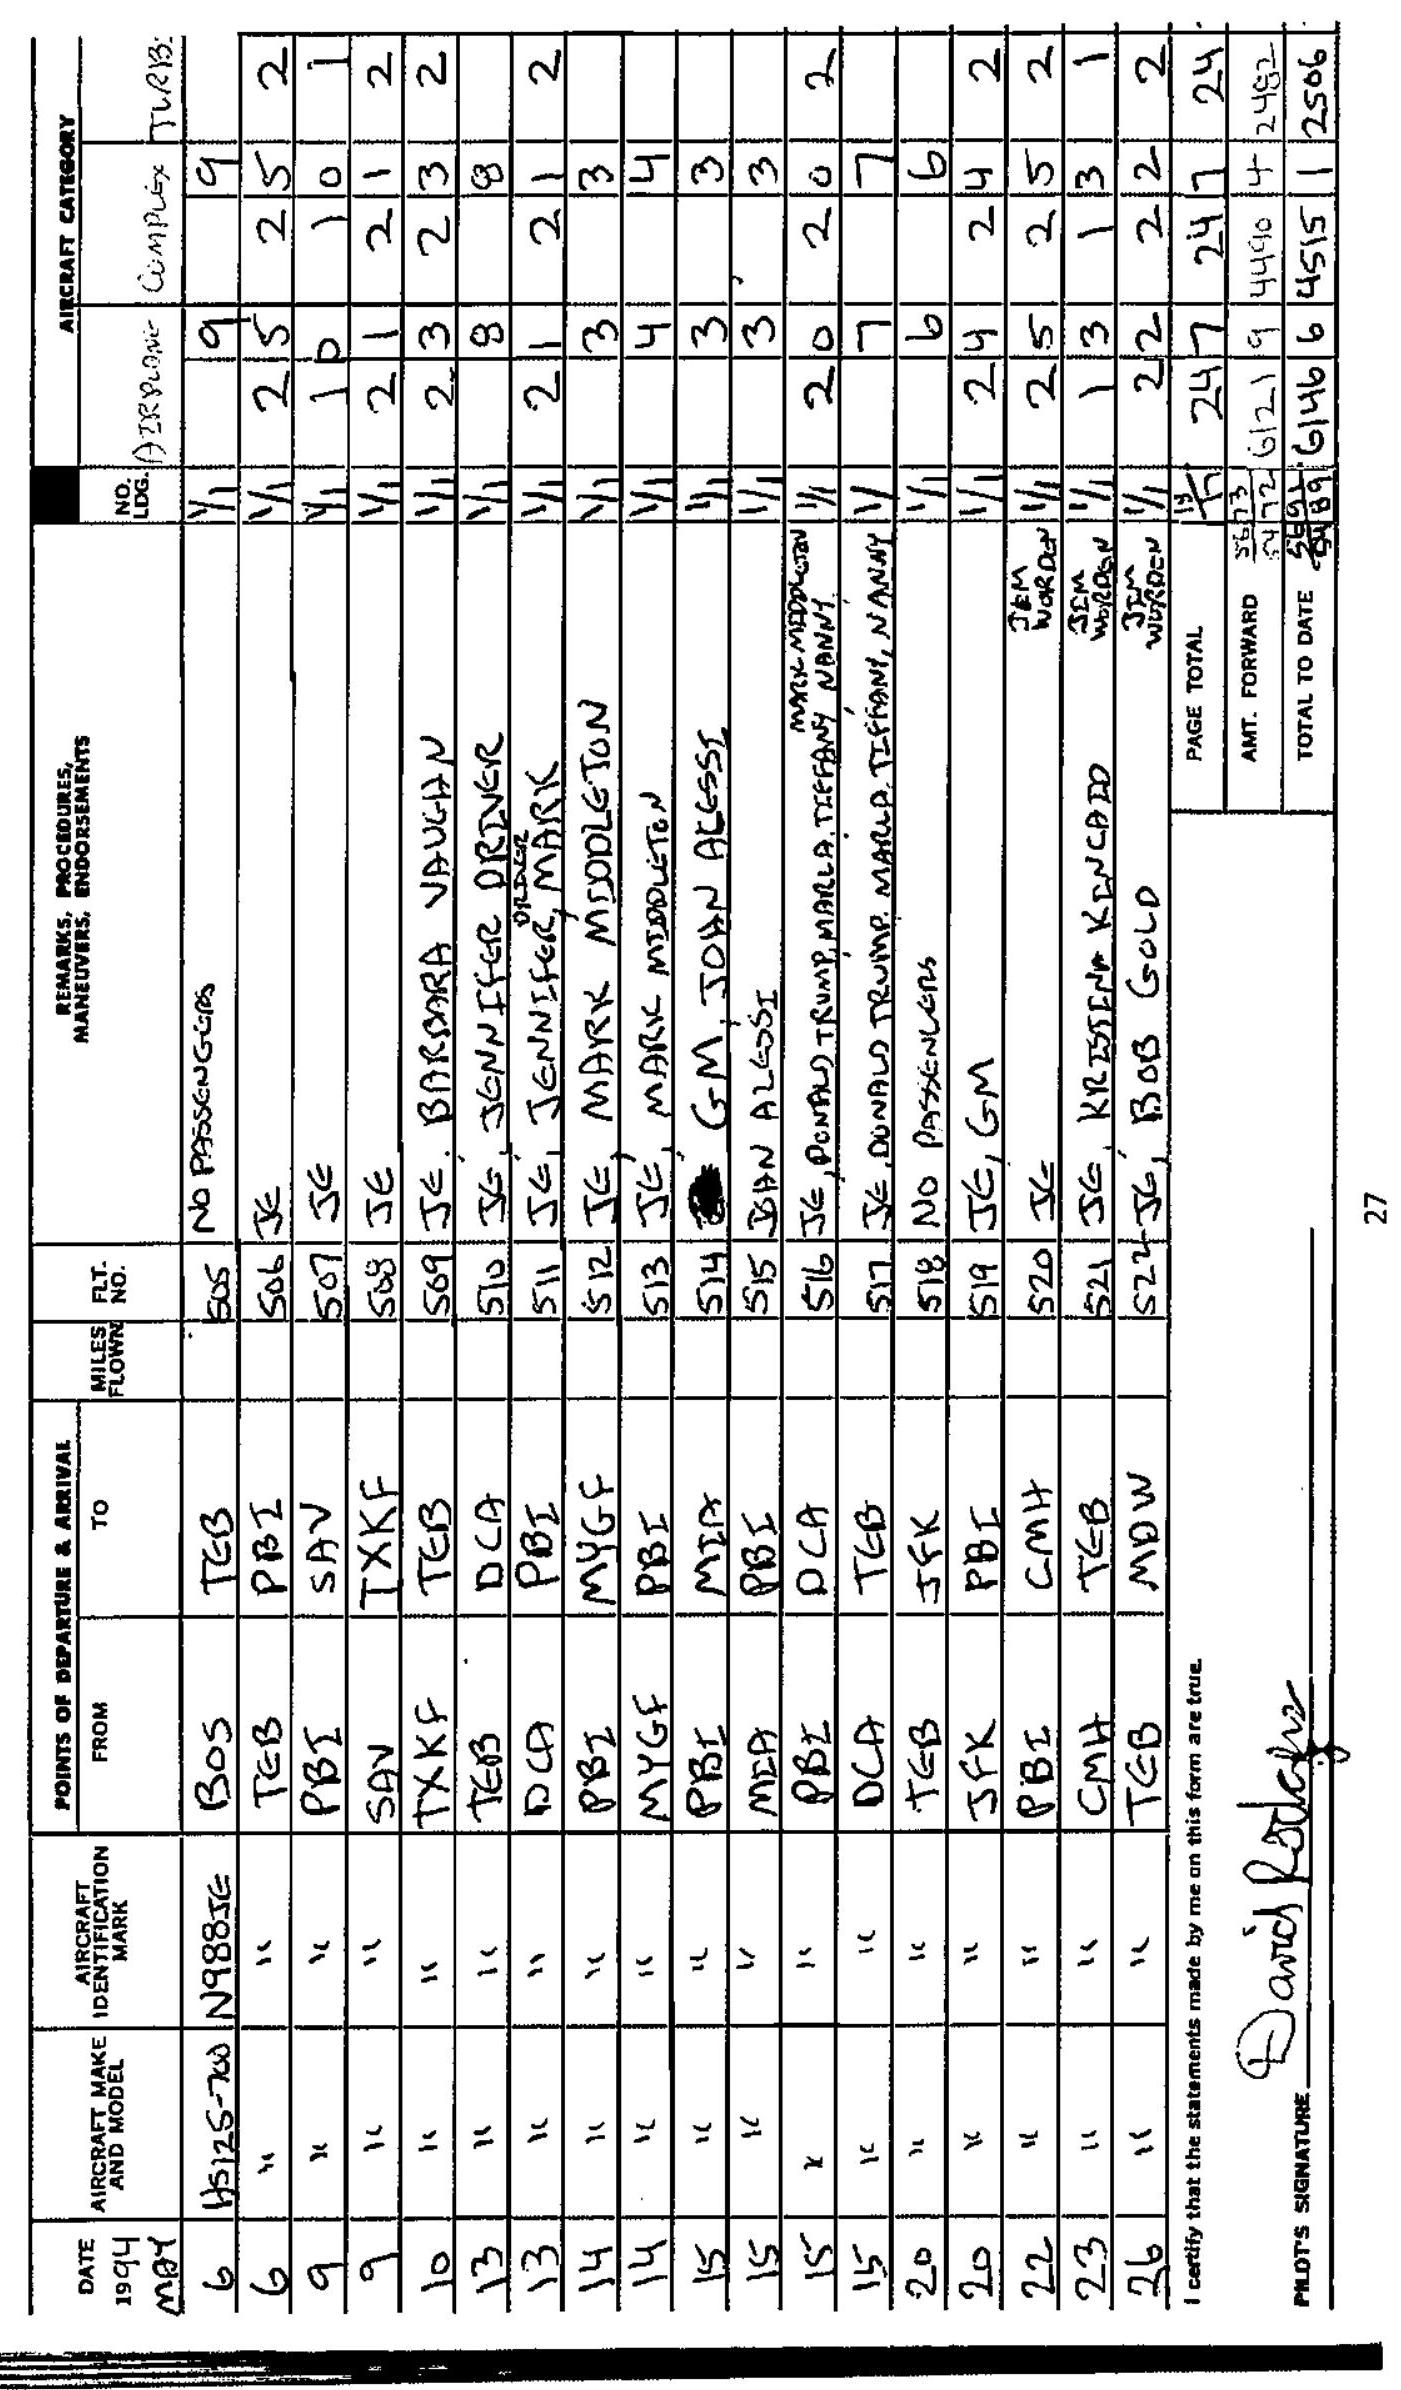 DATE 1994 AIRCRAFT MAKE AND MODEL AIRCRAFT IDENTIFICATION MARK POINTS OF DEPARTURE & ARRIVAL FROM TO MILES FLOWN FLT. NO. REMARKS, PROCEDURES, MANEUVERS, ENDORSEMENTS NO. LDG. AIRCRAFT CATEGORY
MAY AIRPLANE COMPLEX TURB.
6 HS125-700 N988JE BOS TEB 505 NO PASSENGERS 1/1 9 9
6 " " TEB PBI 506 JE 1/1 2 5 2 5 2
9 " " PBI SAV 507 JE 1/1 1 0 1 0 1
9 " " SAV TXKF 508 JE 1/1 2 1 2 1 2
10 " " TXKF TEB 509 JE, BARBARA VAUGHN 1/1 2 3 2 3 2
13 " " TEB DCA 510 JE, JENNIFER DRIVER 1/1 8 8
13 " " DCA PBI 511 JE, JENNIFER DRIVER, MARK 1/1 2 1 2 1 2
14 " " PBI MYGF 512 JE, MARK MIDDLETON 1/1 3 3
14 " " MYGF PBI 513 JE, MARK MIDDLETON 1/1 4 4
15 " " PBI MIA 514 GM, JOHN ALESSI 1/1 3 3
15 " " MIA PBI 515 JOHN ALESSI 1/1 3 3
15 " " PBI DCA 516 JE, DONALD TRUMP, MARLA, TIFFANY NANNY MARK MIDDLETON 1/1 2 0 2 0 2
15 " " DCA TEB 517 JE, DONALD TRUMP, MARLA, TIFFANY, NANNY 1/ 7 7
20 " " TEB JFK 518 NO PASSENGERS 1/1 6 6
20 " " JFK PBI 519 JE, GM 1/1 2 4 2 4 2
22 " " PBI CMH 520 JE JIM WORDEN 1/1 2 5 2 5 2
23 " " CMH TEB 521 JE, KRISTINA KINCAID JIM WORDEN 1/1 1 3 1 3 1
26 " " TEB MDW 522 JE, BOB GOLD JIM WORDEN 1/1 2 2 2 2 2
I certify that the statements made by me on this form are true. PAGE TOTAL 18/17 24 7 24 7 24
AMT. FORWARD 5673/5472 6121 9 4490 4 2482
PILOT'S SIGNATURE David Rodgers TOTAL TO DATE 5691/5489 6146 6 4515 1 2506
27